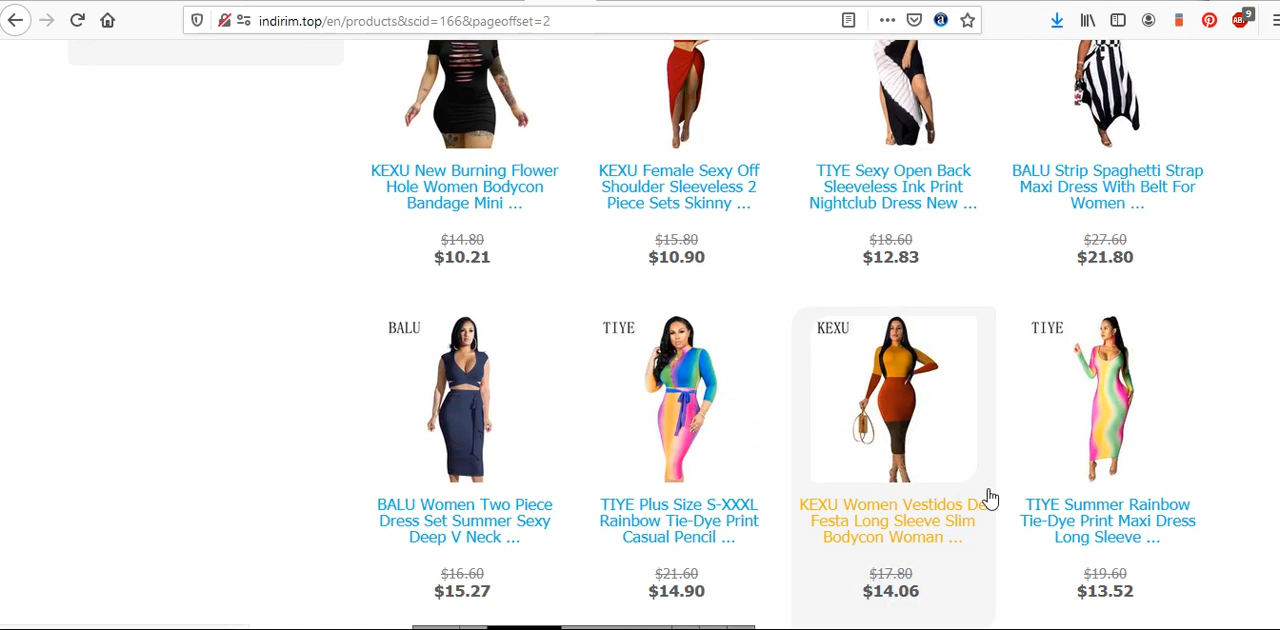 indirim.top/en/products&scid=166&pageoffset=2
9
KEXU New Burning Flower
Hole Women Bodycon
Bandage Mini ...
$14.80
$10.21
KEXU Female Sexy Off
Shoulder Sleeveless 2
Piece Sets Skinny ...
$15.80
$10.90
TIYE Sexy Open Back
Sleeveless Ink Print
Nightclub Dress New ...
$18.60
$12.83
BALU Strip Spaghetti Strap
Maxi Dress With Belt For
Women ...
$27.60
$21.80
BALU
BALU Women Two Piece
Dress Set Summer Sexy
Deep V Neck ...
$16.60
$15.27
TIYE
TIYE Plus Size S-XXXL
Rainbow Tie-Dye Print
Casual Pencil ...
$21.60
$14.90
KEXU
KEXU Women Vestidos De
Festa Long Sleeve Slim
Bodycon Woman ...
$17.80
$14.06
TIYE
TIYE Summer Rainbow
Tie-Dye Print Maxi Dress
Long Sleeve ...
$19.60
$13.52